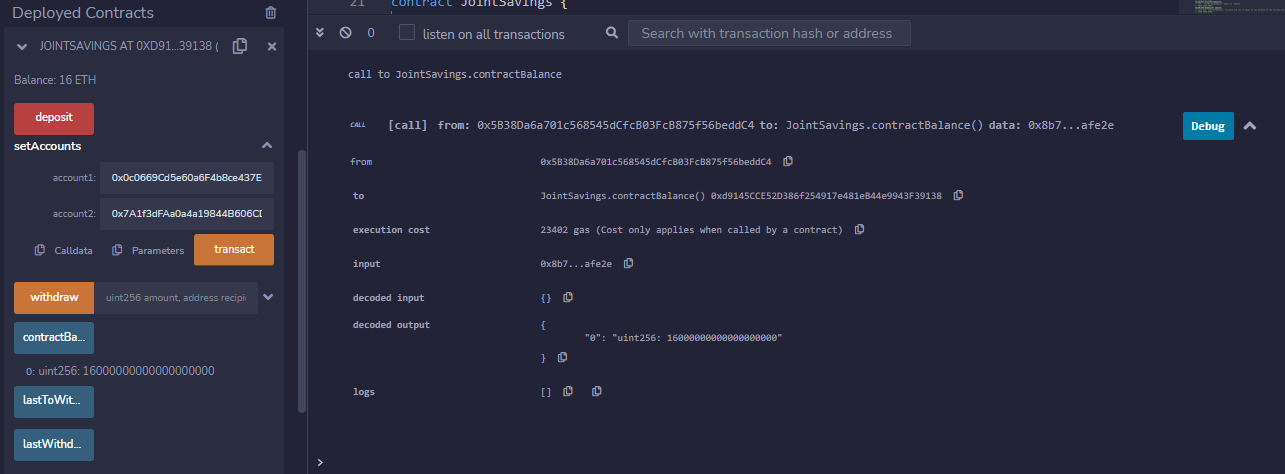 Deployed Contracts
JOINTSAVINGS AT 0XD91...39138 (
Balance: 16 ETH
deposit
setAccounts
account1: 0x0c0669Cd5e60a6F4b8ce437E
account2: 0x7A1f3dFAa0a4a19844B606CD
Calldata Parameters transact
withdraw uint256 amount, address recipie
contractBa...
0: uint256: 16000000000000000000
lastToWit...
lastWithd...
21 contract JointSavings {
0 listen on all transactions Search with transaction hash or address
call to JointSavings.contractBalance
CALL [call] from: 0x5B38Da6a701c568545dCfcB03FcB875f56beddC4 to: JointSavings.contractBalance() data: 0x8b7...afe2e Debug
from 0x5B38Da6a701c568545dCfcB03FcB875f56beddC4
to JointSavings.contractBalance() 0xd9145CCE52D386f254917e481eB44e9943F39138
execution cost 23402 gas (Cost only applies when called by a contract)
input 0x8b7...afe2e
decoded input {}
decoded output {
"0": "uint256: 16000000000000000000"
}
logs []
>